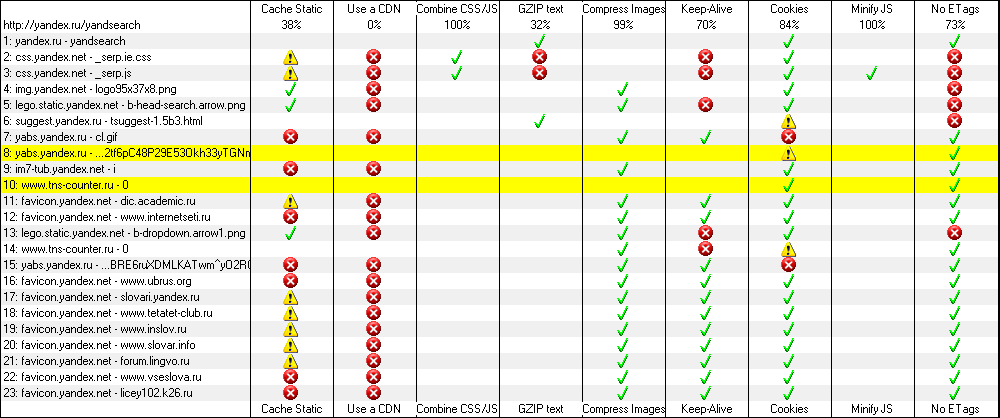 Cache Static Use a CDN Combine CSS/JS GZIP text Compress Images Keep-Alive Cookies Minify JS No ETags
http://yandex.ru/yandsearch 38% 0% 100% 32% 99% 70% 84% 100% 73%
1: yandex.ru - yandsearch
2: css.yandex.net - _serp.ie.css
3: css.yandex.net - _serp.js
4: img.yandex.net - logo95x37x8.png
5: lego.static.yandex.net - b-head-search.arrow.png
6: suggest.yandex.ru - tsuggest-1.5b3.html
7: yabs.yandex.ru - cl.gif
8: yabs.yandex.ru - ...2tf6pC48P29E53Okh33yTGNn
9: im7-tub.yandex.net - i
10: www.tns-counter.ru - 0
11: favicon.yandex.net - dic.academic.ru
12: favicon.yandex.net - www.internetseti.ru
13: lego.static.yandex.net - b-dropdown.arrow1.png
14: www.tns-counter.ru - 0
15: yabs.yandex.ru - ...BRE6ruXDMLKATwm^yO2R(
16: favicon.yandex.net - www.ubrus.org
17: favicon.yandex.net - slovari.yandex.ru
18: favicon.yandex.net - www.tetatet-club.ru
19: favicon.yandex.net - www.inslov.ru
20: favicon.yandex.net - www.slovar.info
21: favicon.yandex.net - forum.lingvo.ru
22: favicon.yandex.net - www.vseslova.ru
23: favicon.yandex.net - licey102.k26.ru
Cache Static Use a CDN Combine CSS/JS GZIP text Compress Images Keep-Alive Cookies Minify JS No ETags